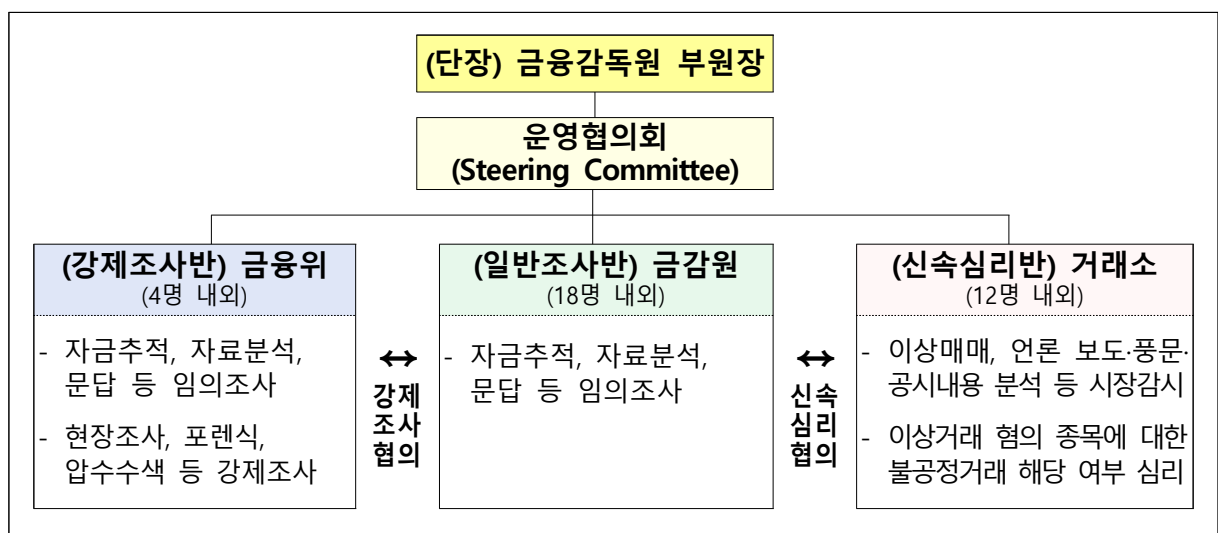 (단장) 금융감독원 부원장
운영협의회
(Steering Committee)
(강제조사반) 금융위
(4명 내외)
- 자금추적, 자료분석,
문답 등 임의조사
- 현장조사, 포렌식,
압수수색 등 강제조사
↔
강제
조사
협의
(일반조사반) 금감원
(18명 내외)
- 자금추적, 자료분석,
문답 등 임의조사
↔
신속
심리
협의
(신속심리반) 거래소
(12명 내외)
- 이상매매, 언론 보도·풍문·
공시내용 분석 등 시장감시
- 이상거래 혐의 종목에 대한
불공정거래 해당 여부 심리